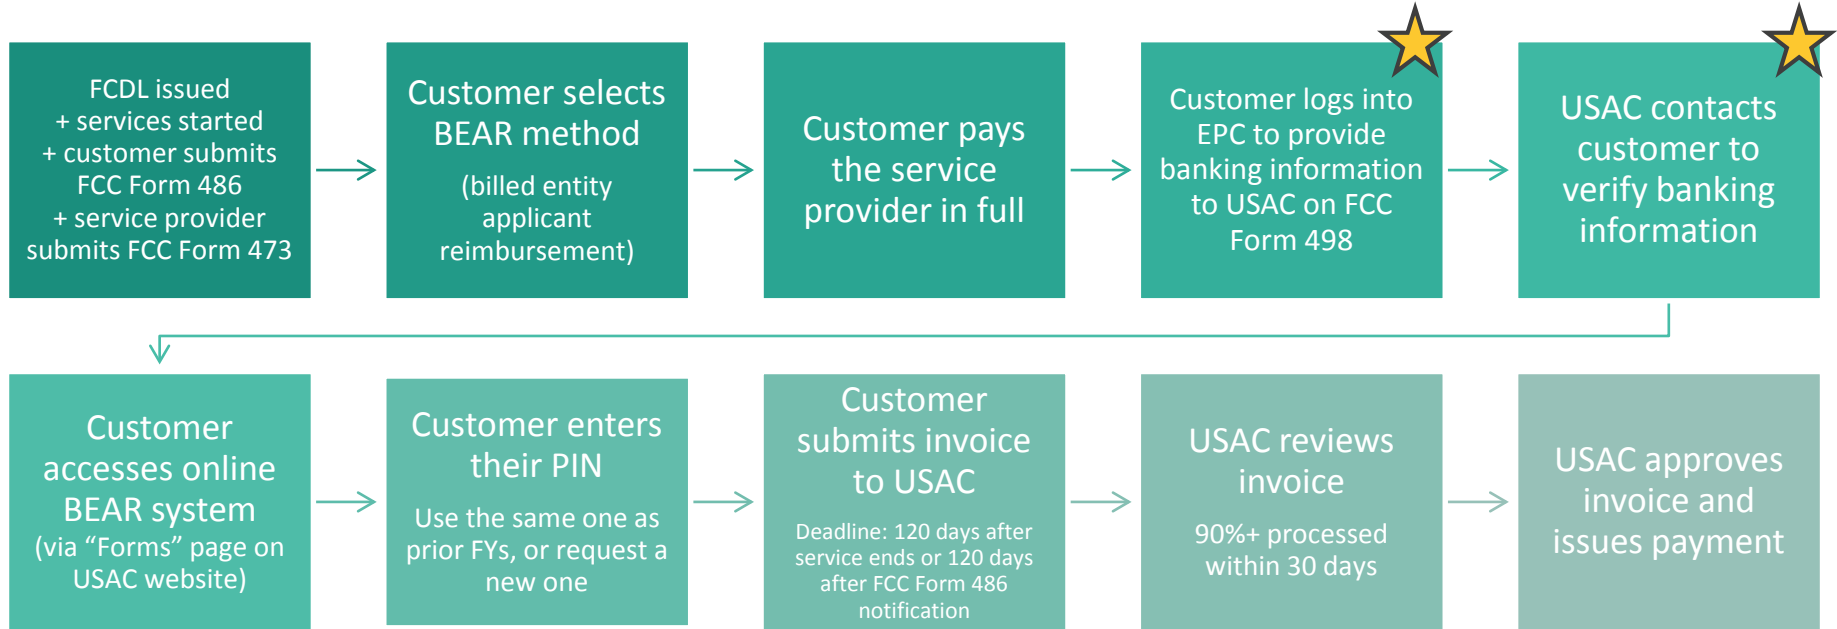 FCDL issued
+ services started
+ customer submits
FCC Form 486
+ service provider
submits FCC Form 473
Customer selects
BEAR method
(billed entity
applicant
reimbursement)
Customer pays
the service
provider in full
Customer logs into
EPC to provide
banking information
to USAC on FCC
Form 498
USAC contacts
customer to
verify banking
information
Customer
accesses online
BEAR system
(via “Forms” page on
USAC website)
Customer enters
their PIN
Use the same one as
prior FYs, or request a
new one
Customer
submits invoice
to USAC
Deadline: 120 days after
service ends or 120 days
after FCC Form 486
notification
USAC reviews
invoice
90%+ processed
within 30 days
USAC approves
invoice and
issues payment